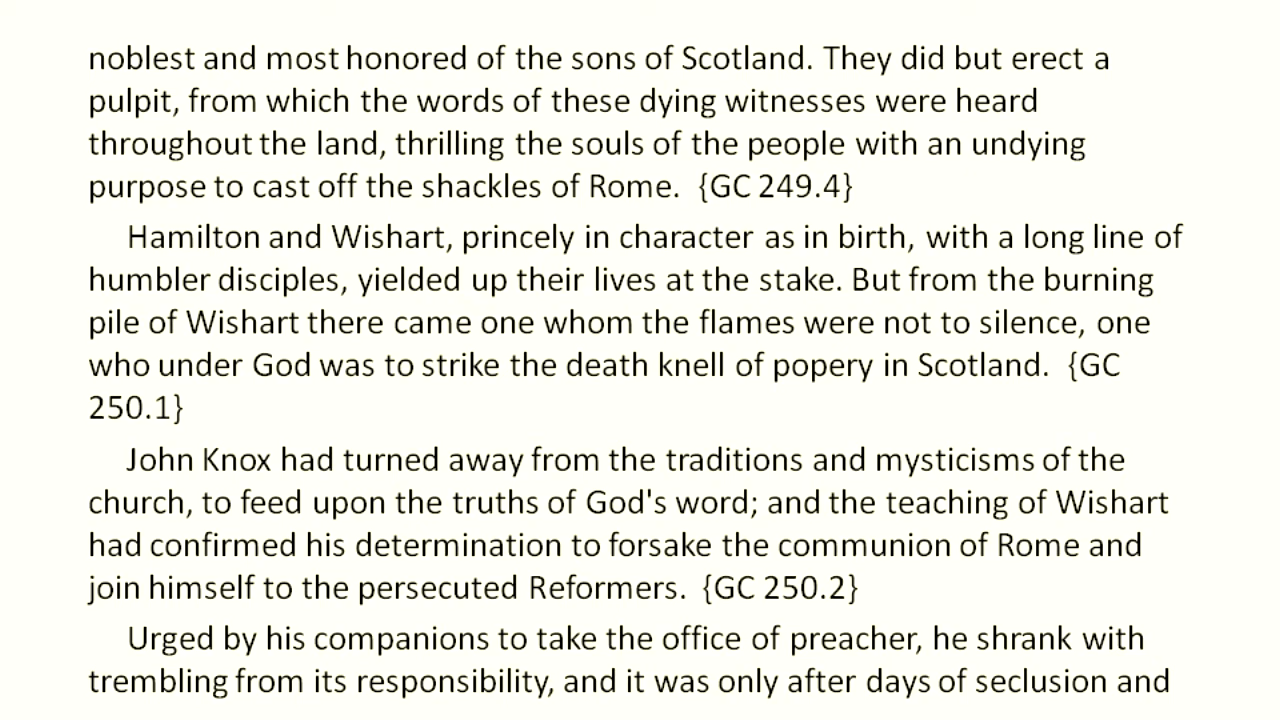 noblest and most honored of the sons of Scotland. They did but erect a
pulpit, from which the words of these dying witnesses were heard
throughout the land, thrilling the souls of the people with an undying
purpose to cast off the shackles of Rome.  {GC 249.4}
Hamilton and Wishart, princely in character as in birth, with a long line of
humbler disciples, yielded up their lives at the stake. But from the burning
pile of Wishart there came one whom the flames were not to silence, one
who under God was to strike the death knell of popery in Scotland.  {GC
250.1}
John Knox had turned away from the traditions and mysticisms of the
church, to feed upon the truths of God's word; and the teaching of Wishart
had confirmed his determination to forsake the communion of Rome and
join himself to the persecuted Reformers.  {GC 250.2}
Urged by his companions to take the office of preacher, he shrank with
trembling from its responsibility, and it was only after days of seclusion and